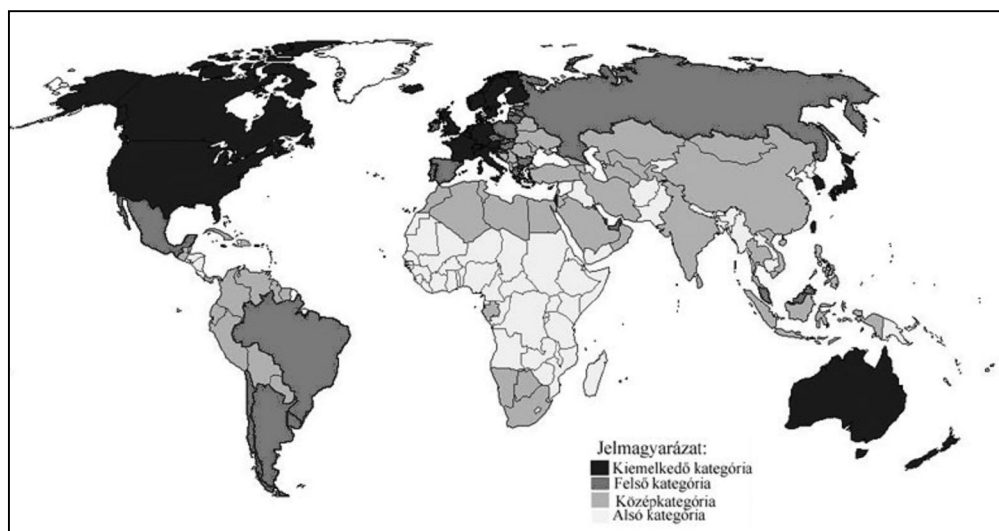 Jelmagyarázat:
Kiemelkedő kategória
Felső kategória
Középkategória
Alsó kategória